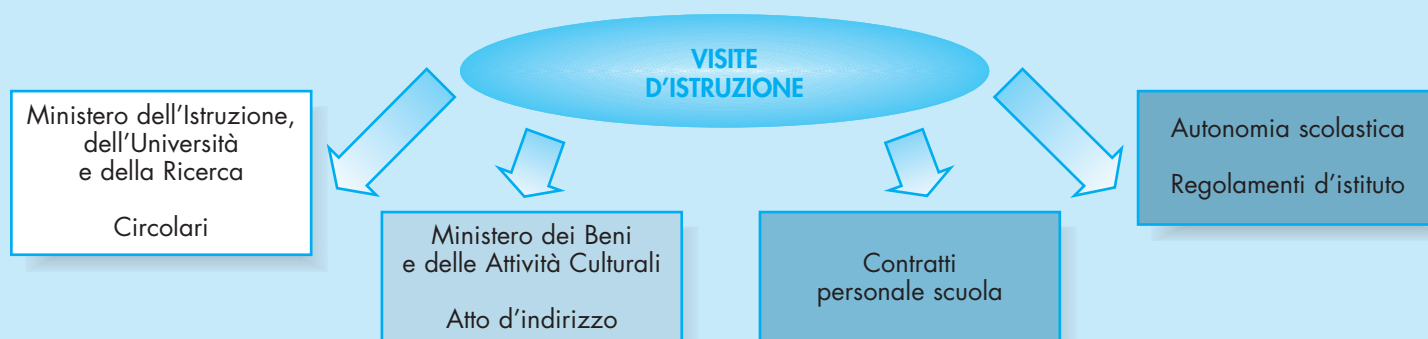 VISITE
D'ISTRUZIONE
Ministero dell'Istruzione,
dell'Università
e della Ricerca
Circolari
Ministero dei Beni
e delle Attività Culturali
Atto d'indirizzo
Contratti
personale scuola
Autonomia scolastica
Regolamenti d'istituto